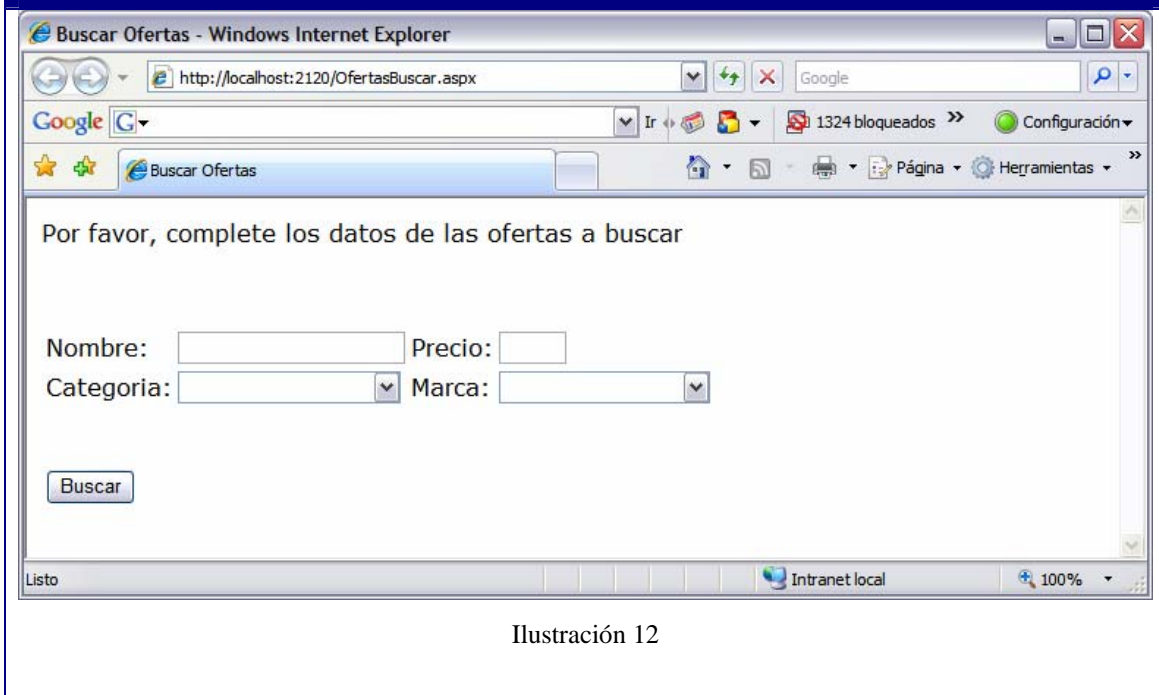 Buscar Ofertas - Windows Internet Explorer
http://localhost:2120/OfertasBuscar.aspx
Google
Google G Ir 1324 bloqueados » Configuración
Buscar Ofertas Página Herramientas »
Por favor, complete los datos de las ofertas a buscar
Nombre: Precio:
Categoria: Marca:
Buscar
Listo Intranet local 100%
Ilustración 12